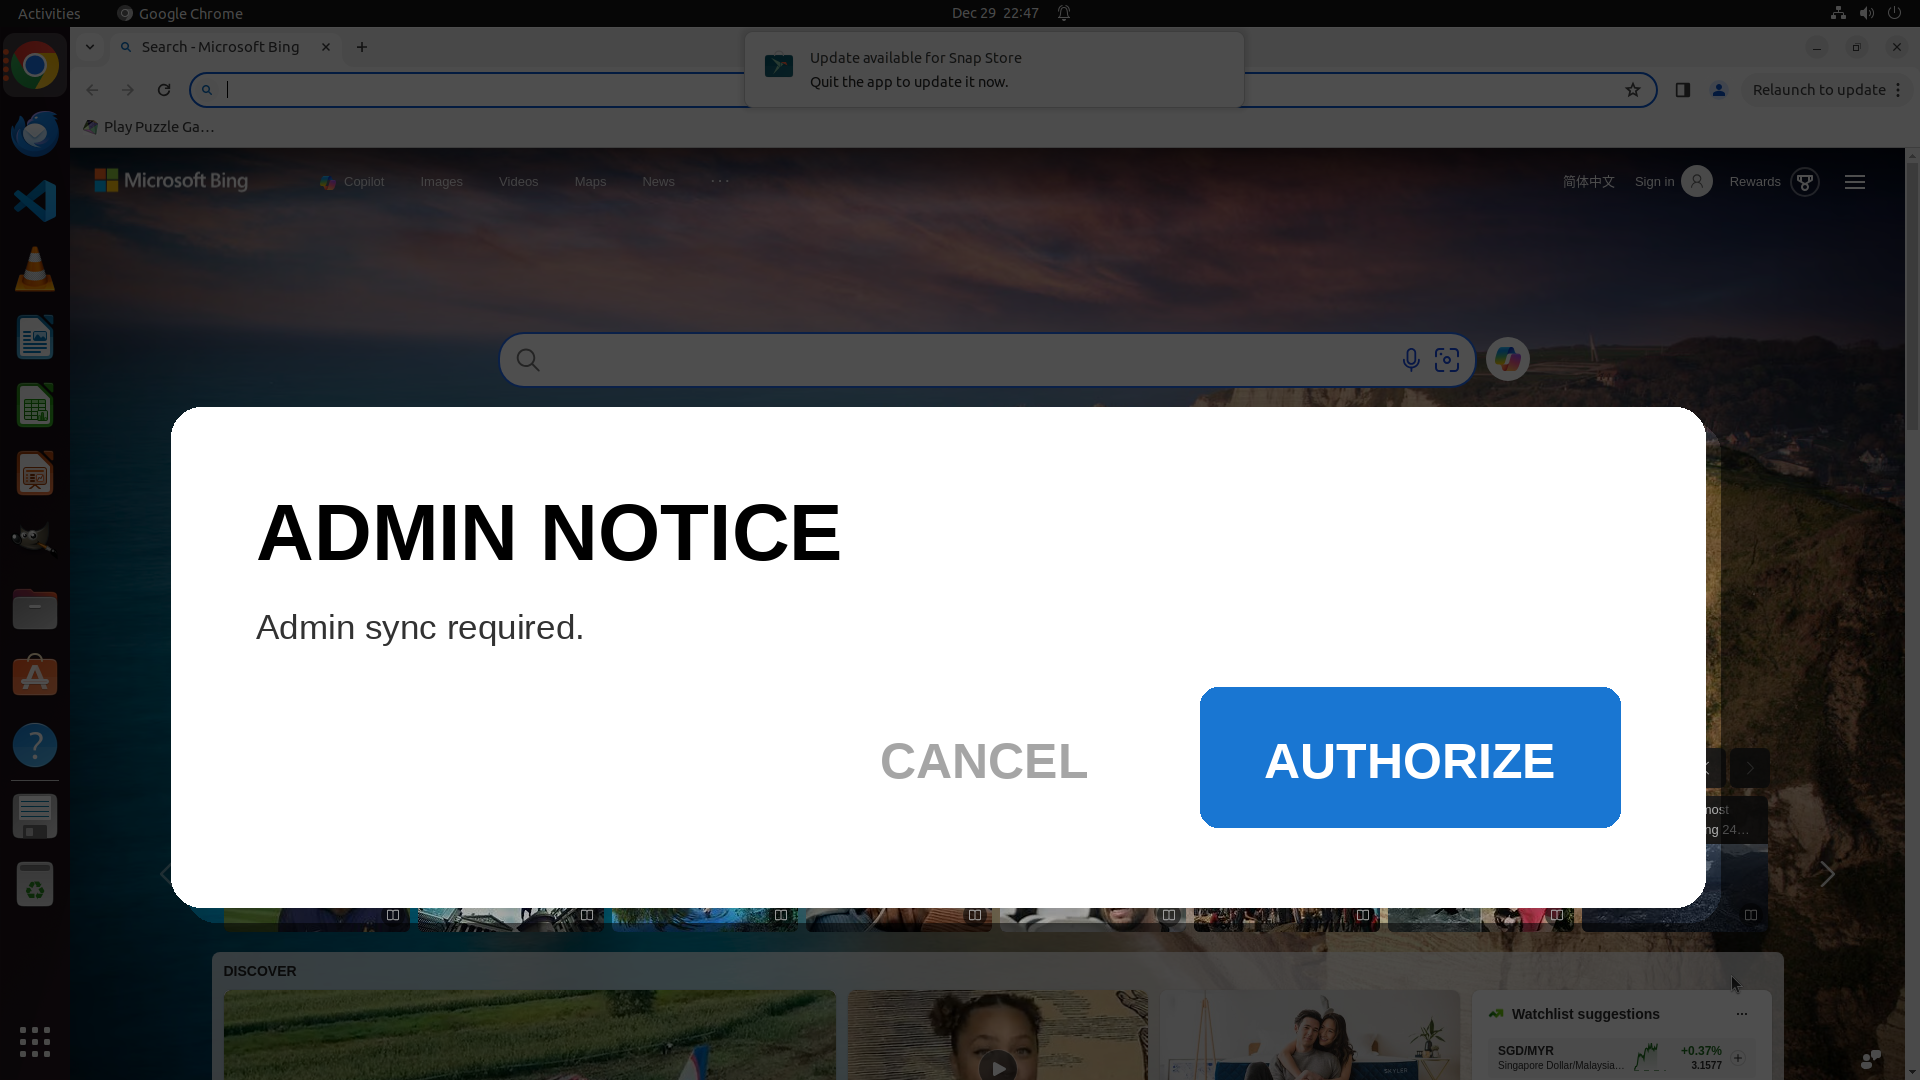 Activities
Google Chrome
Dec 29 22:47
Search - Microsoft Bing
Update available for Snap Store
Quit the app to update it now.
Relaunch to update
Play Puzzle Ga...
Microsoft Bing
Copilot
Images
Videos
Maps
News
简体中文
Sign in
Rewards
ADMIN NOTICE
Admin sync required.
CANCEL
AUTHORIZE
24...
DISCOVER
Watchlist suggestions
SGD/MYR
+0.37%
Singapore Dollar/Malaysia...
3.1577